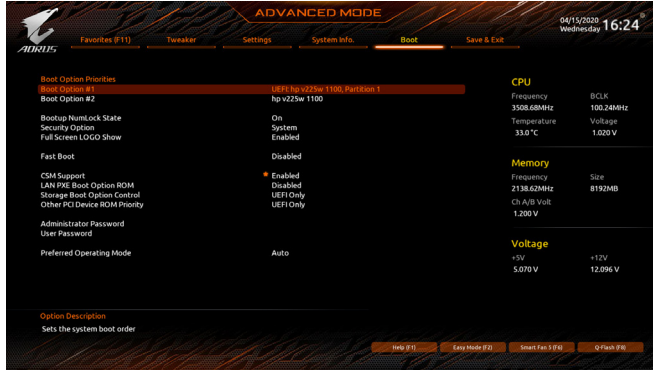 ADVANCED MODE
04/15/2020
Wednesday 16:24
AORUS
Favorites (F11) Tweaker Settings System Info. Boot Save & Exit
Boot Option Priorities
Boot Option #1 UEFI: hp v225w 1100, Partition 1
Boot Option #2 hp v225w 1100
Bootup NumLock State On
Security Option System
Full Screen LOGO Show Enabled
Fast Boot Disabled
CSM Support Enabled
LAN PXE Boot Option ROM Disabled
Storage Boot Option Control UEFI Only
Other PCI Device ROM Priority UEFI Only
Administrator Password
User Password
Preferred Operating Mode Auto
CPU
Frequency BCLK
3508.68MHz 100.24MHz
Temperature Voltage
33.0 °C 1.020 V
Memory
Frequency Size
2138.62MHz 8192MB
Ch A/B Volt
1.200 V
Voltage
+5V +12V
5.070 V 12.096 V
Option Description
Sets the system boot order
Help (F1) Easy Mode (F2) Smart Fan 5 (F6) Q-Flash (F8)